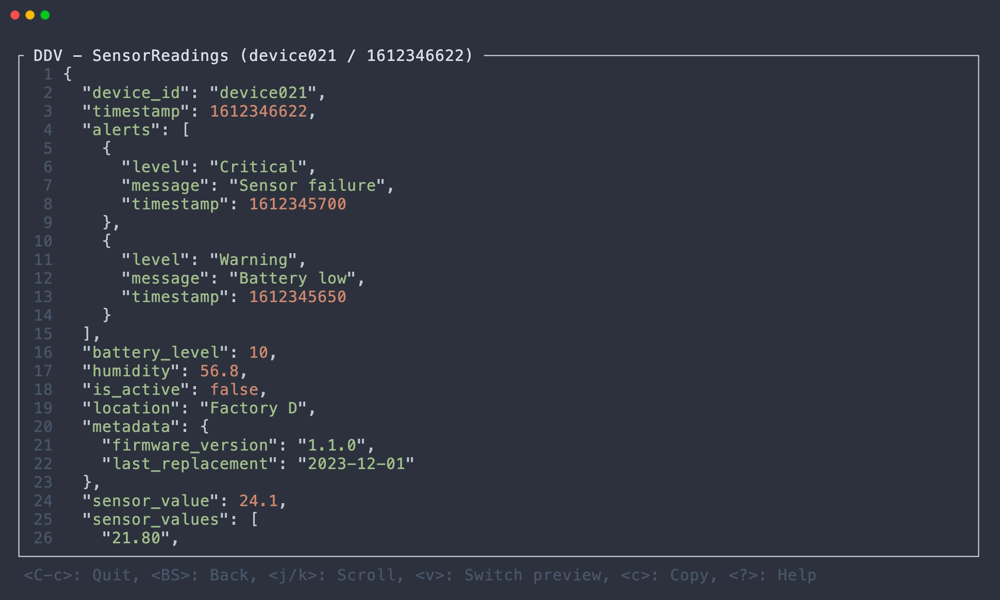 DDV – SensorReadings (device021 / 1612346622)
1 {
2   "device_id": "device021",
3   "timestamp": 1612346622,
4   "alerts": [
5     {
6       "level": "Critical",
7       "message": "Sensor failure",
8       "timestamp": 1612345700
9     },
10     {
11       "level": "Warning",
12       "message": "Battery low",
13       "timestamp": 1612345650
14     }
15   ],
16   "battery_level": 10,
17   "humidity": 56.8,
18   "is_active": false,
19   "location": "Factory D",
20   "metadata": {
21     "firmware_version": "1.1.0",
22     "last_replacement": "2023-12-01"
23   },
24   "sensor_value": 24.1,
25   "sensor_values": [
26     "21.80",
<C-c>: Quit, <BS>: Back, <j/k>: Scroll, <v>: Switch preview, <c>: Copy, <?>: Help